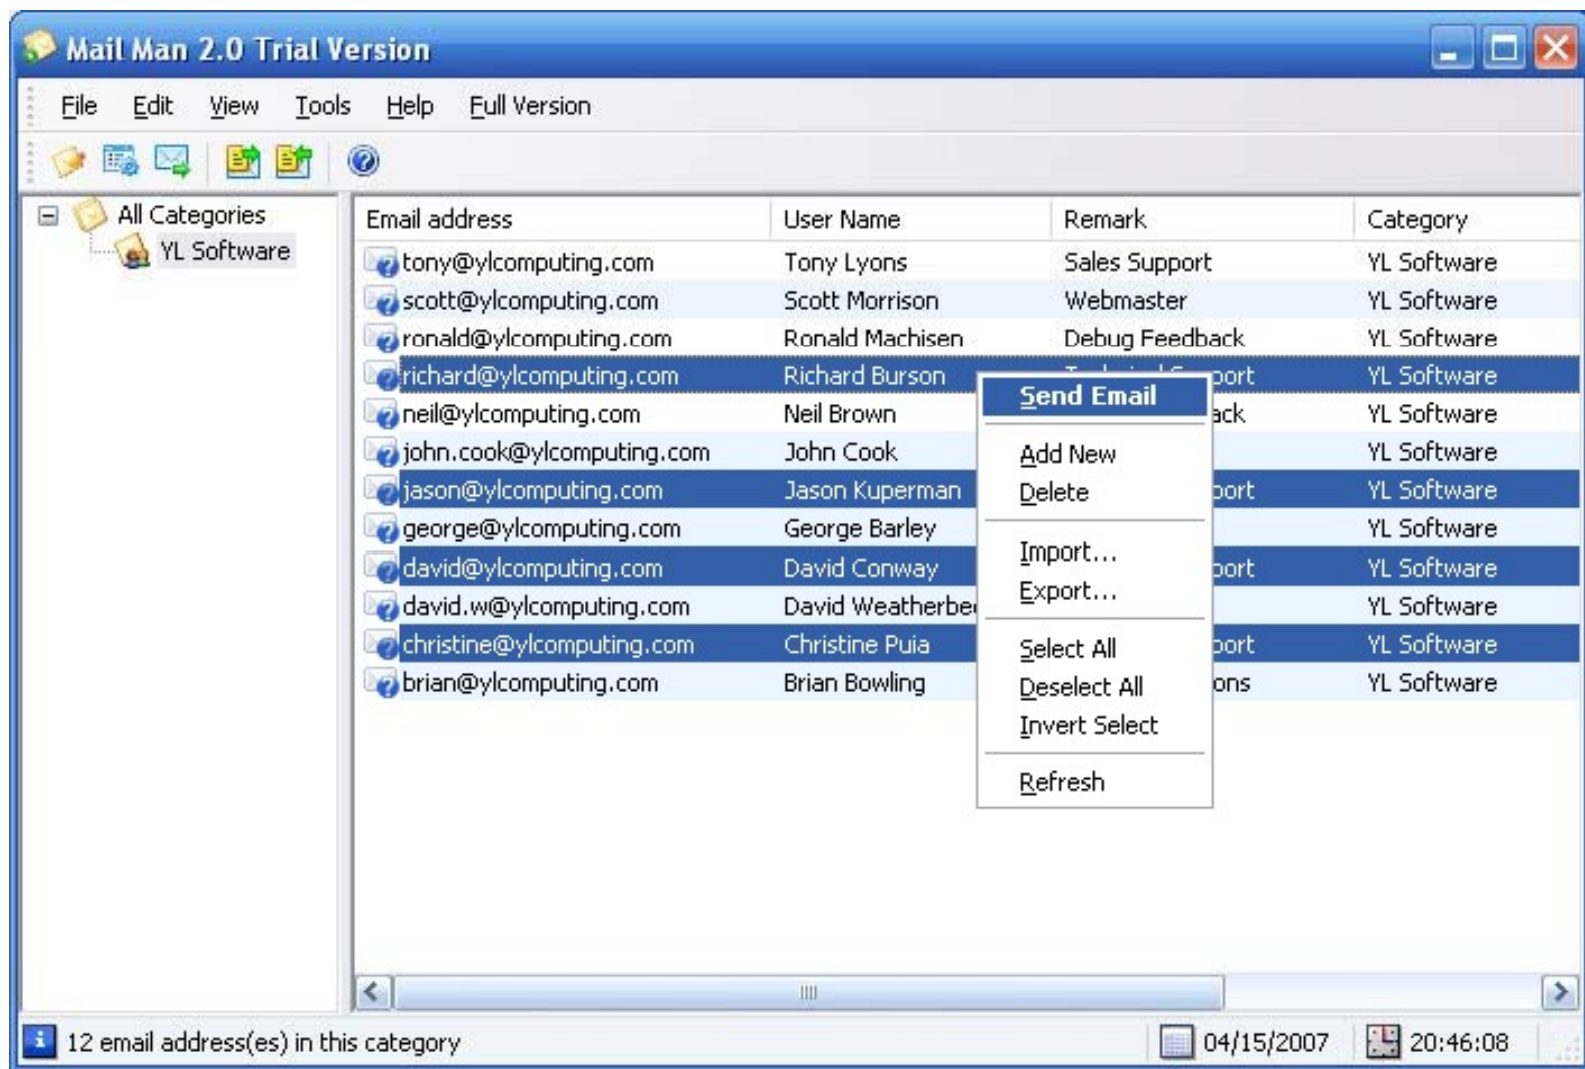 Mail Man 2.0 Trial Version
File Edit View Tools Help Full Version
All Categories
YL Software
Email address User Name Remark Category
tony@ylcomputing.com Tony Lyons Sales Support YL Software
scott@ylcomputing.com Scott Morrison Webmaster YL Software
ronald@ylcomputing.com Ronald Machisen Debug Feedback YL Software
richard@ylcomputing.com Richard Burson YL Software
neil@ylcomputing.com Neil Brown YL Software
john.cook@ylcomputing.com John Cook YL Software
jason@ylcomputing.com Jason Kuperman YL Software
george@ylcomputing.com George Barley YL Software
david@ylcomputing.com David Conway YL Software
david.w@ylcomputing.com David Weatherbe YL Software
christine@ylcomputing.com Christine Puia YL Software
brian@ylcomputing.com Brian Bowling YL Software
Send Email
Add New
Delete
Import...
Export...
Select All
Deselect All
Invert Select
Refresh
12 email address(es) in this category 04/15/2007 20:46:08